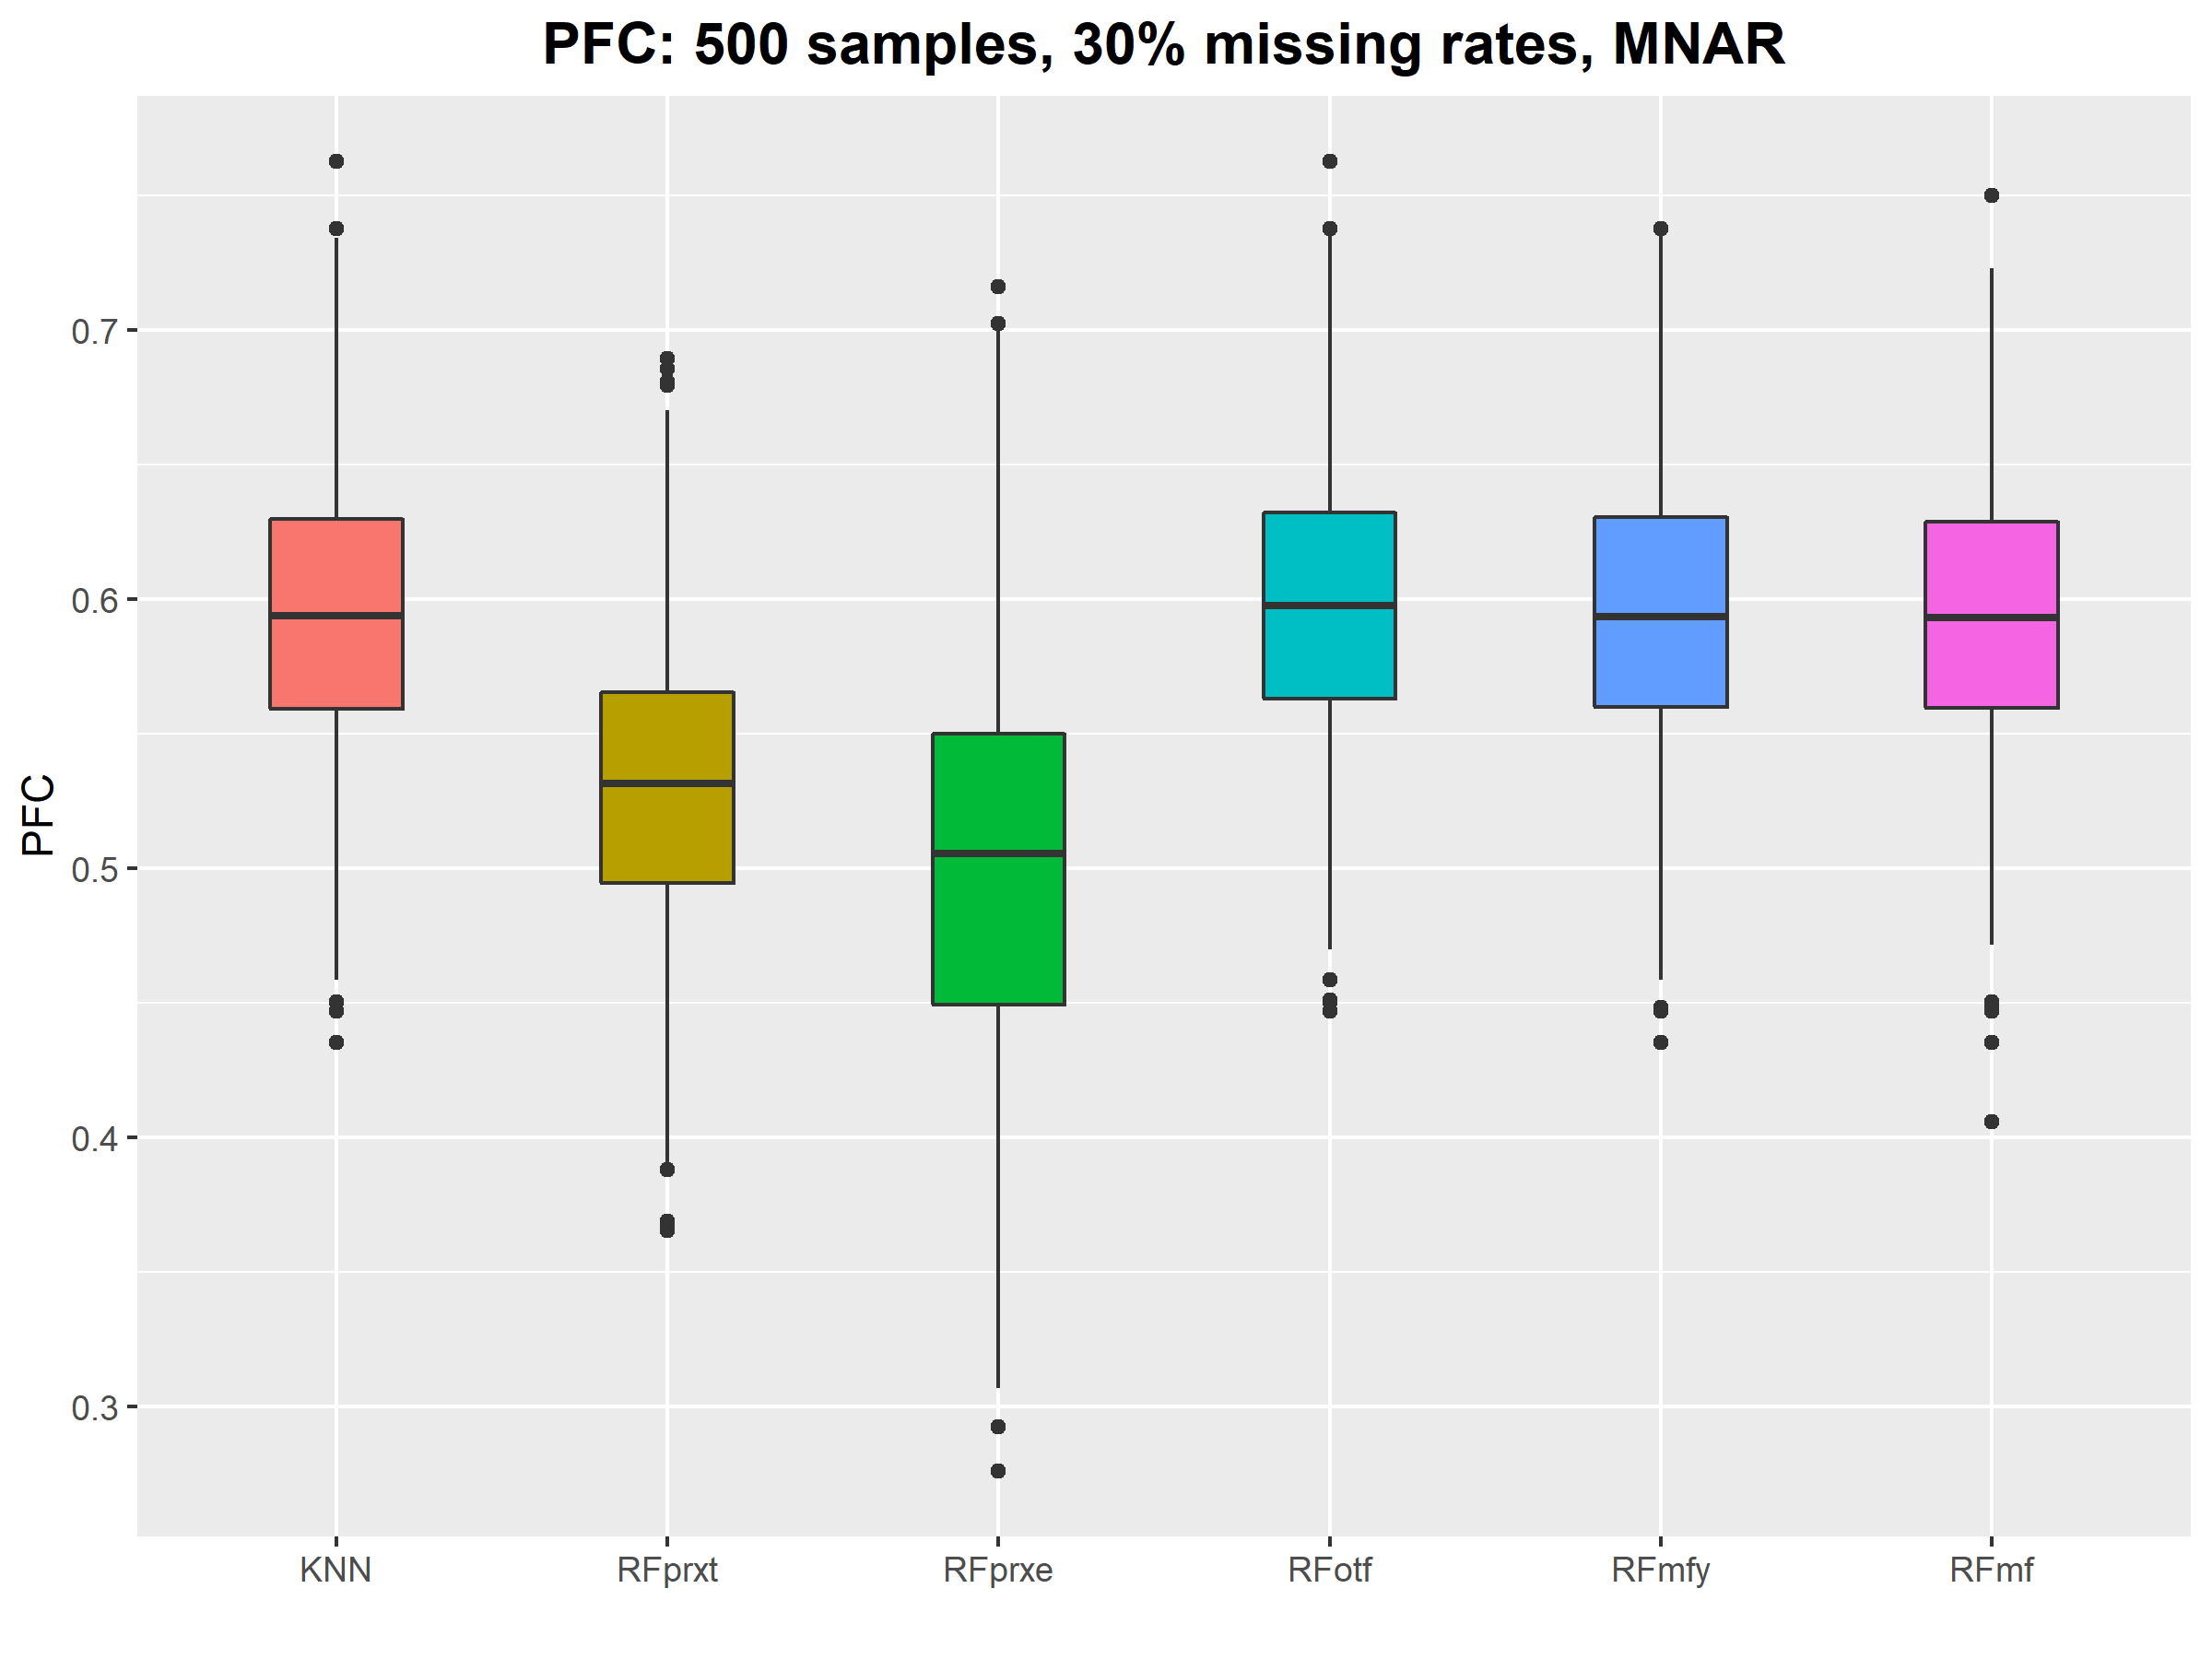 PFC: 500 samples, 30% missing rates, MNAR
PFC
0.7
0.6
0.5
0.4
0.3
KNN RFprxt RFprxe RFotf RFmfy RFmf